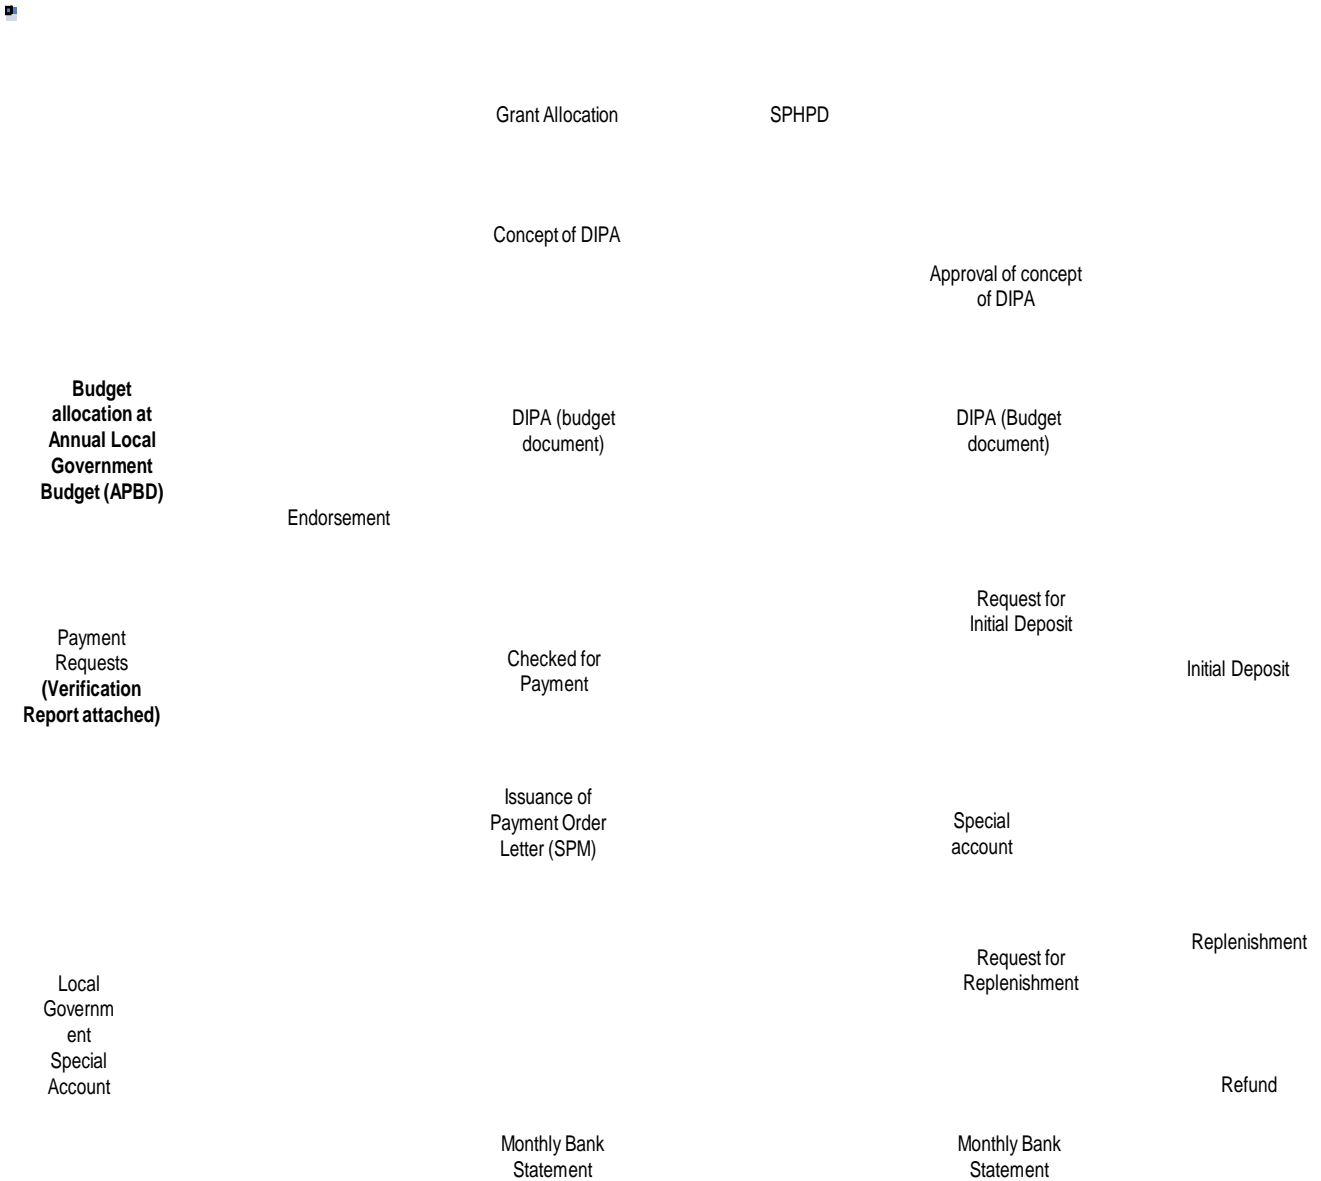 Grant Allocation
SPHPD
Concept of DIPA
Approval of concept
of DIPA
Budget
allocation at
Annual Local
Government
Budget (APBD)
DIPA (budget
document)
DIPA (Budget
document)
Endorsement
Request for
Initial Deposit
Payment
Requests
(Verification
Report attached)
Checked for
Payment
Initial Deposit
Issuance of
Payment Order
Letter (SPM)
Special
account
Replenishment
Request for
Replenishment
Local
Governm
ent
Special
Account
Refund
Monthly Bank
Statement
Monthly Bank
Statement